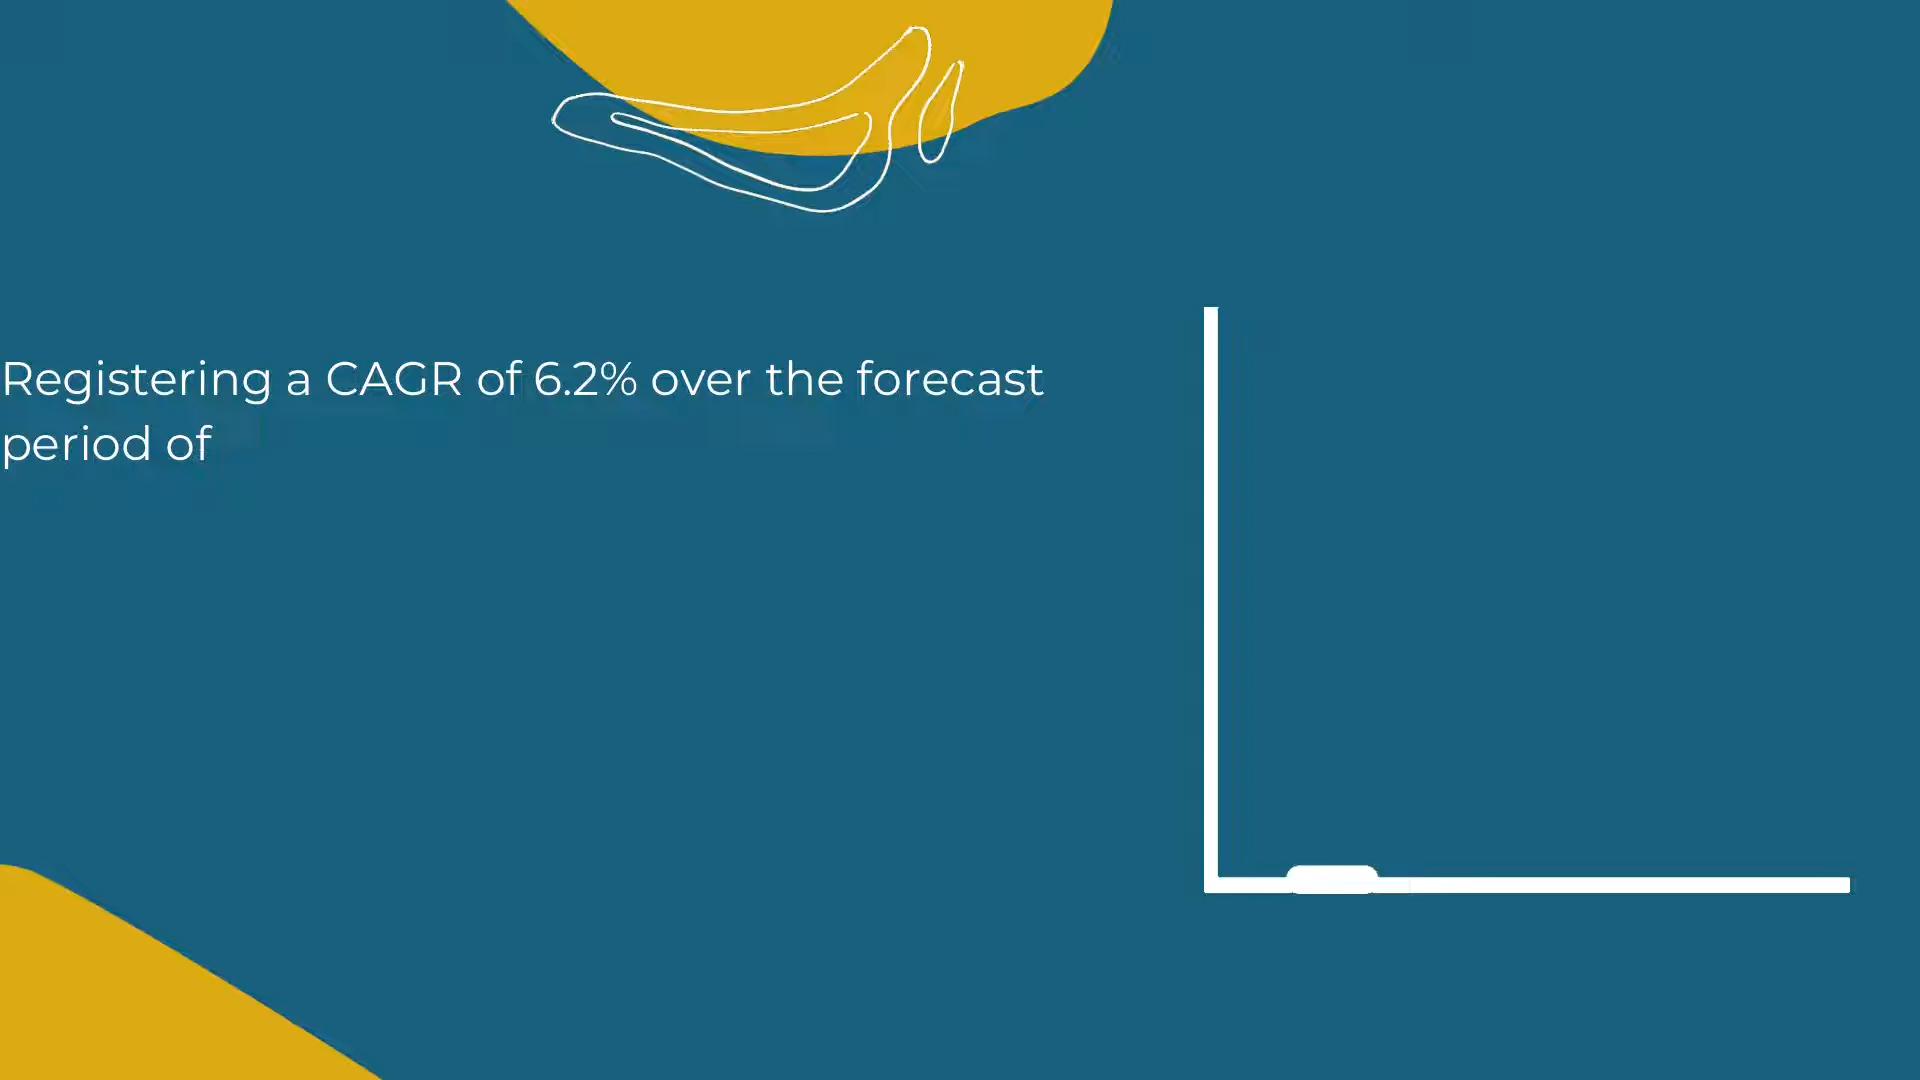 Registering a CAGR of 6.2% over the forecast
period of